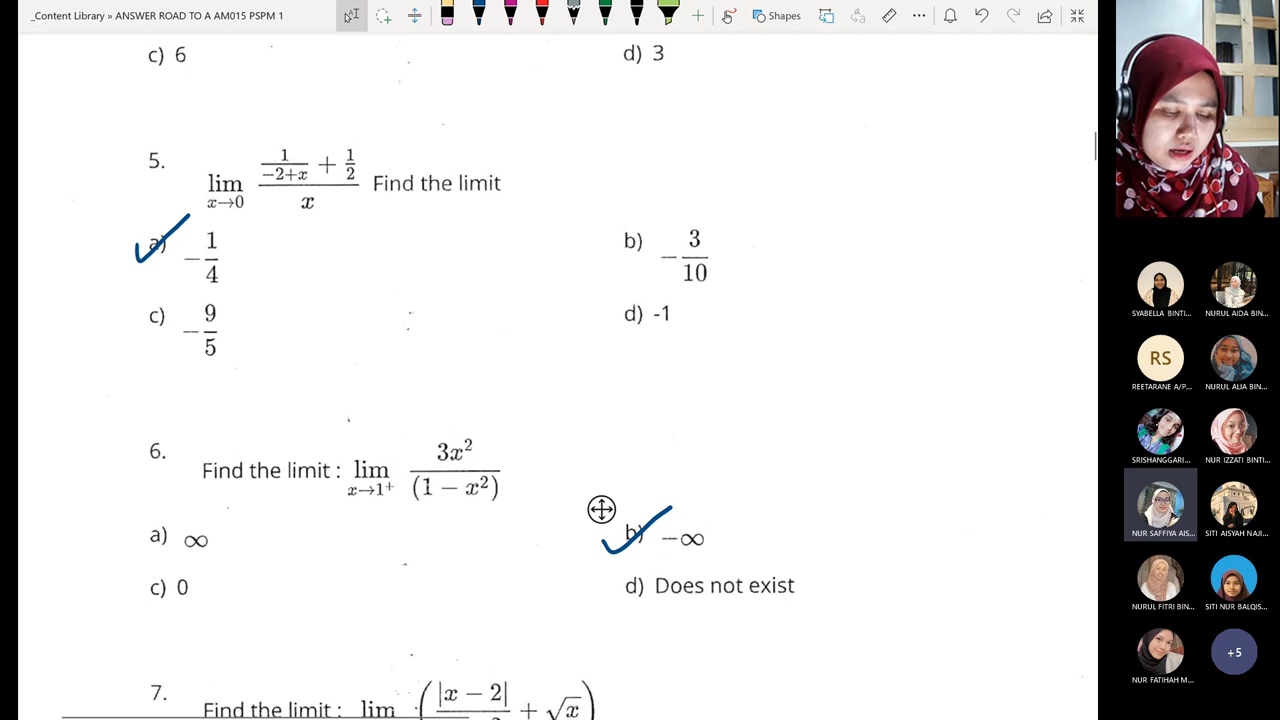 _Content Library » ANSWER ROAD TO A AM015 PSPM 1
Shapes
c) 6
d) 3
5.
lim x→0 (1/(-2+x) + 1/2)/x Find the limit
a) -1/4
b) -3/10
c) -9/5
d) -1
6.
Find the limit : lim x→1⁺ 3x²/(1 − x²)
a) ∞
b) −∞
c) 0
d) Does not exist
7.
Find the limit : lim (|x − 2| + √x)
SYABELLA BINTI...
NURUL AIDA BIN...
RS
REETARANE A/P...
NURUL ALIA BIN...
SRISHANGGARI...
NUR IZZATI BINTI...
NUR SAFFIYA AIS...
SITI AISYAH NAJI...
NURUL FITRI BIN...
SITI NUR BALQIS...
NUR FATIHAH M...
+5